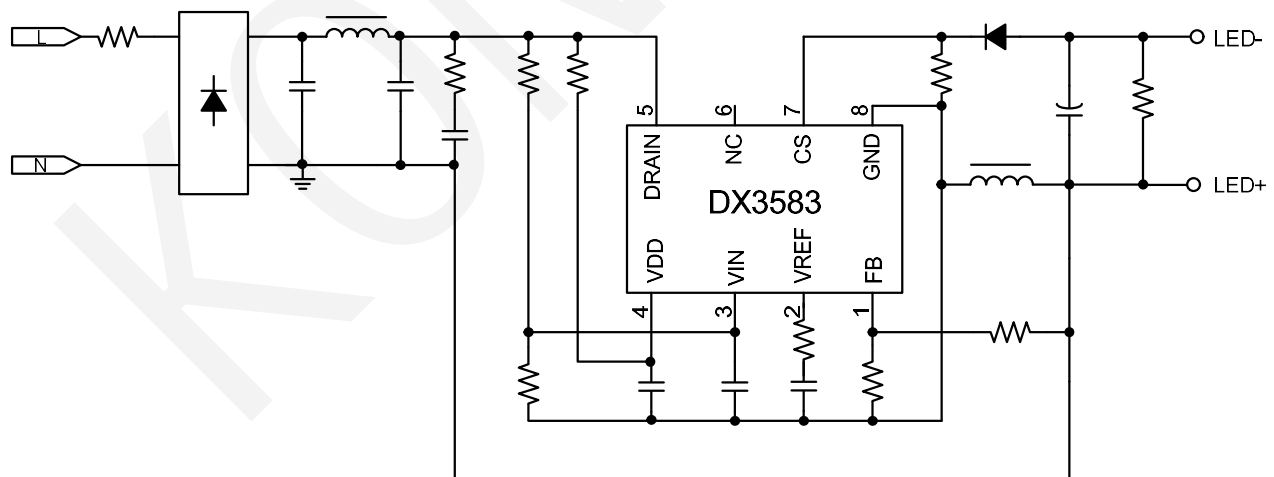 L
N
5
6
7
8
DRAIN
NC
CS
GND
DX3583
VDD
VIN
VREF
FB
4
3
2
1
LED-
LED+